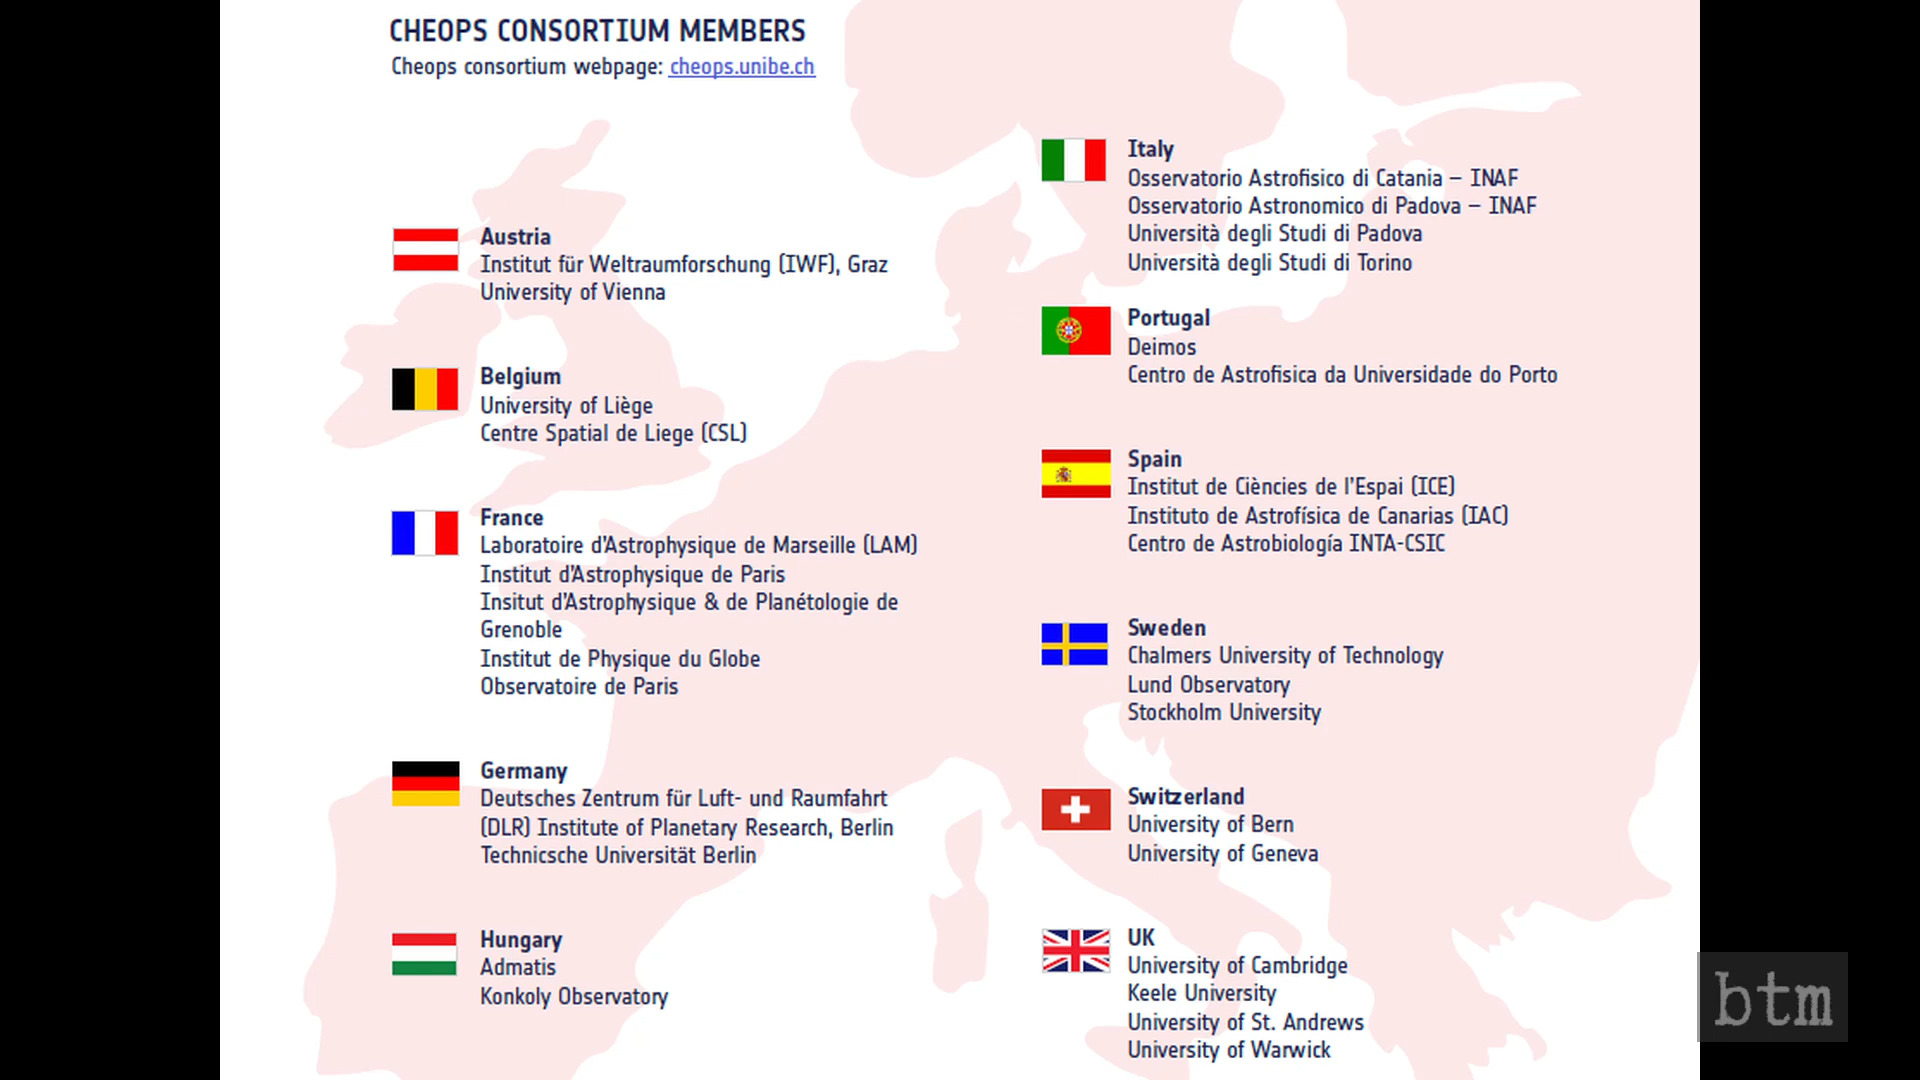 CHEOPS CONSORTIUM MEMBERS
Cheops consortium webpage: cheops.unibe.ch
Austria
Institut für Weltraumforschung (IWF), Graz
University of Vienna
Belgium
University of Liège
Centre Spatial de Liege (CSL)
France
Laboratoire d'Astrophysique de Marseille (LAM)
Institut d'Astrophysique de Paris
Insitut d'Astrophysique & de Planétologie de
Grenoble
Institut de Physique du Globe
Observatoire de Paris
Germany
Deutsches Zentrum für Luft- und Raumfahrt
(DLR) Institute of Planetary Research, Berlin
Technicsche Universität Berlin
Hungary
Admatis
Konkoly Observatory
Italy
Osservatorio Astrofisico di Catania – INAF
Osservatorio Astronomico di Padova – INAF
Università degli Studi di Padova
Università degli Studi di Torino
Portugal
Deimos
Centro de Astrofisica da Universidade do Porto
Spain
Institut de Ciències de l'Espai (ICE)
Instituto de Astrofísica de Canarias (IAC)
Centro de Astrobiología INTA-CSIC
Sweden
Chalmers University of Technology
Lund Observatory
Stockholm University
Switzerland
University of Bern
University of Geneva
UK
University of Cambridge
Keele University
University of St. Andrews
University of Warwick
btm